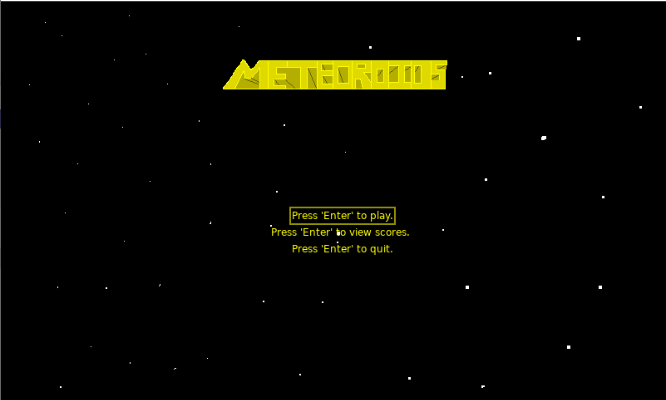 METEOROIDS
Press 'Enter' to play.
Press 'Enter' to view scores.
Press 'Enter' to quit.